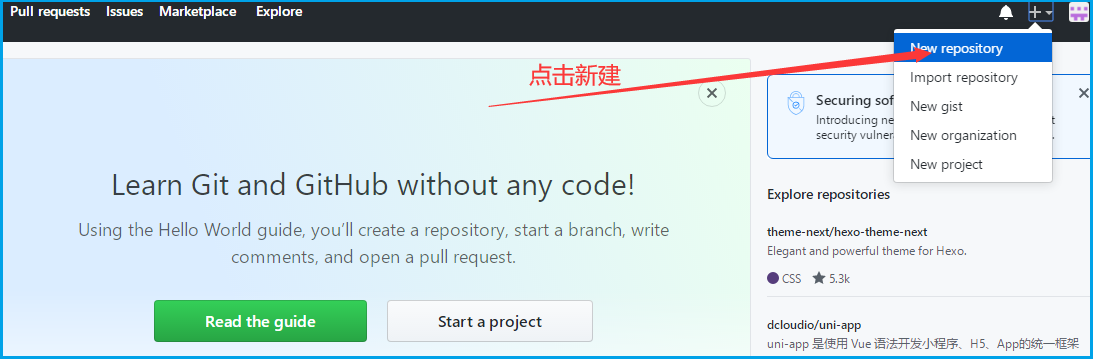 Pull requests Issues Marketplace Explore
点击新建
New repository
Import repository
New gist
New organization
New project
Securing sof
Introducing ne
security vulnera
Learn Git and GitHub without any code!
Using the Hello World guide, you’ll create a repository, start a branch, write
comments, and open a pull request.
Read the guide
Start a project
Explore repositories
theme-next/hexo-theme-next
Elegant and powerful theme for Hexo.
CSS 5.3k
dcloudio/uni-app
uni-app 是使用 Vue 语法开发小程序、H5、App的统一框架